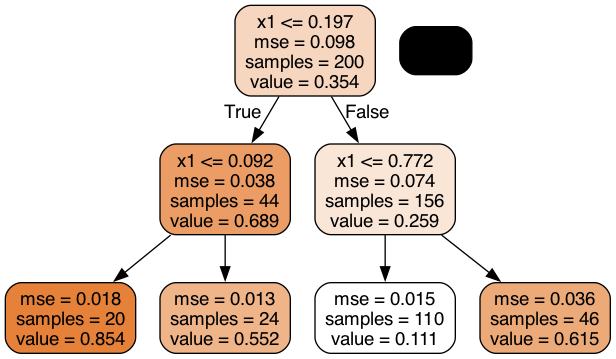 x1 <= 0.197
mse = 0.098
samples = 200
value = 0.354
True
False
x1 <= 0.092
mse = 0.038
samples = 44
value = 0.689
x1 <= 0.772
mse = 0.074
samples = 156
value = 0.259
mse = 0.018
samples = 20
value = 0.854
mse = 0.013
samples = 24
value = 0.552
mse = 0.015
samples = 110
value = 0.111
mse = 0.036
samples = 46
value = 0.615